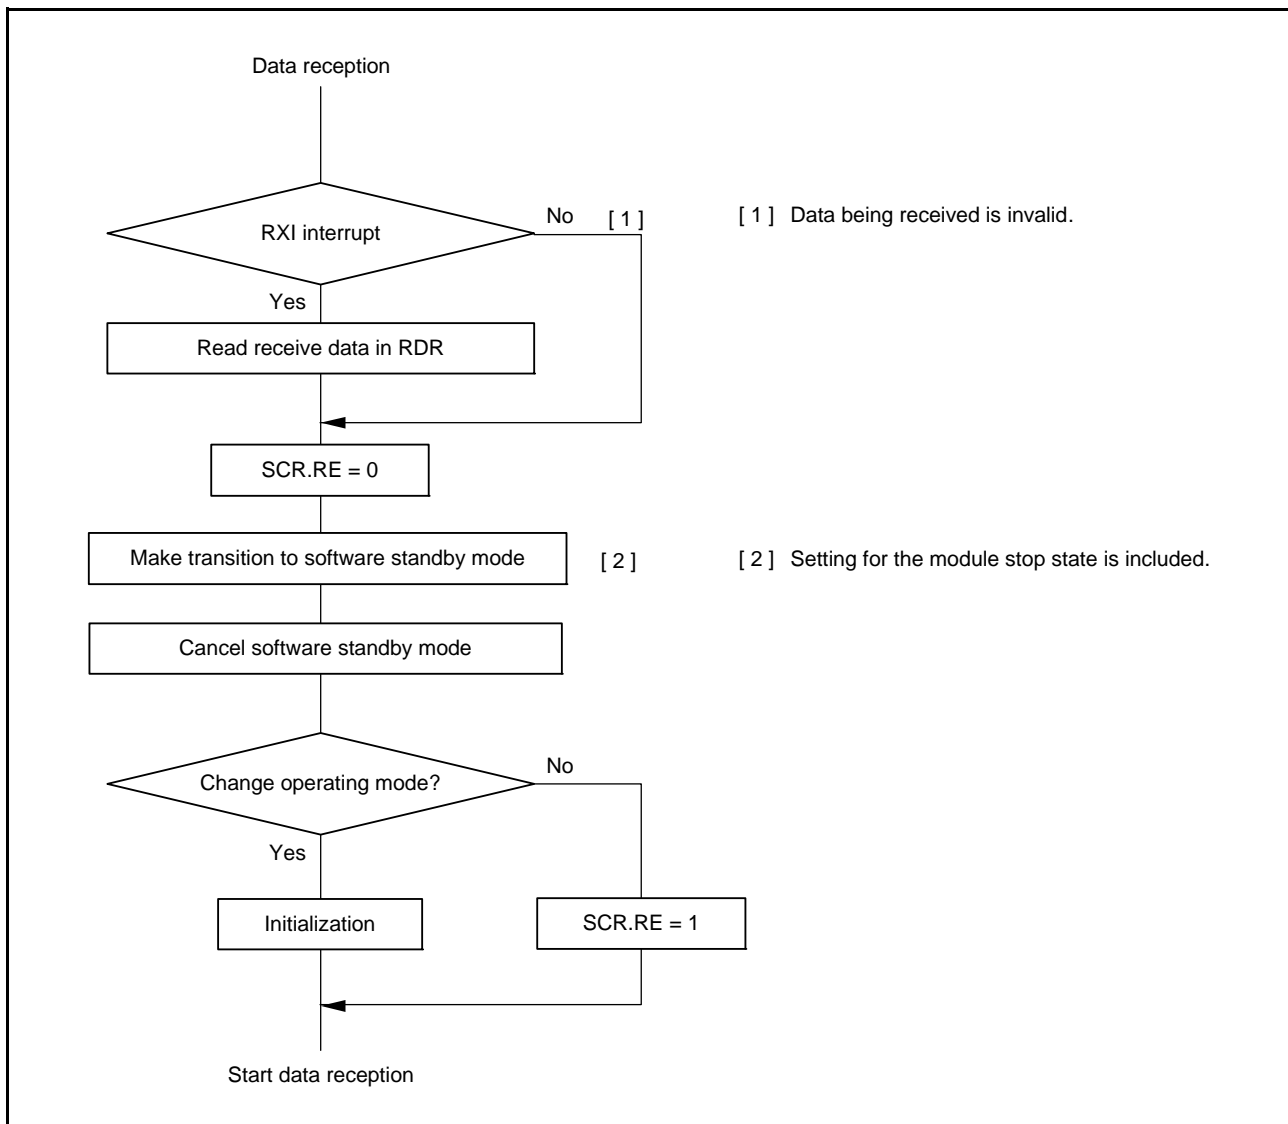 Data reception
RXI interrupt
No [ 1 ]
[ 1 ] Data being received is invalid.
Yes
Read receive data in RDR
SCR.RE = 0
Make transition to software standby mode
[ 2 ]
[ 2 ] Setting for the module stop state is included.
Cancel software standby mode
Change operating mode?
No
Yes
Initialization
SCR.RE = 1
Start data reception